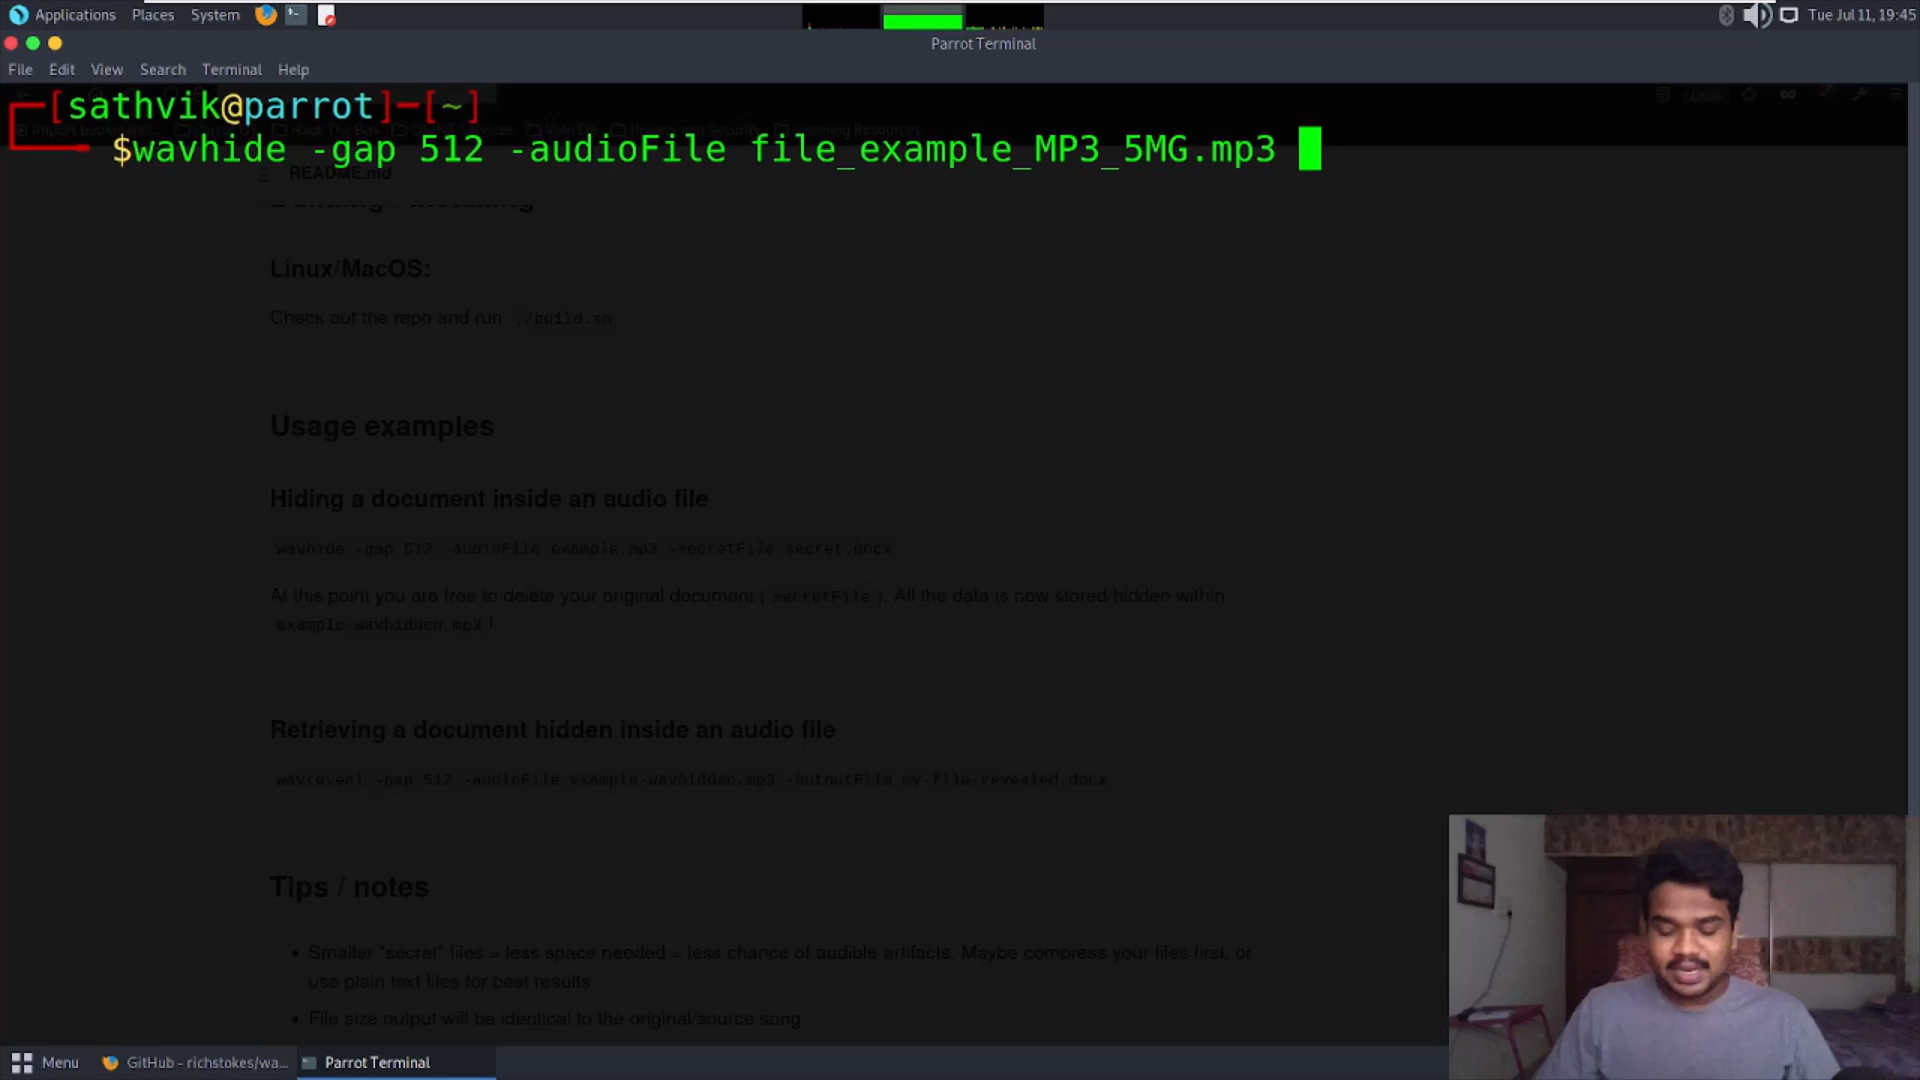 Applications Places System
Tue Jul 11, 19:45
Parrot Terminal
File Edit View Search Terminal Help
[sathvik@parrot]─[~]
$wavhide -gap 512 -audioFile file_example_MP3_5MG.mp3
README.md
Linux/MacOS:
Check out the repo and run ./build.sh
Usage examples
Hiding a document inside an audio file
wavhide -gap 512 -audioFile example.mp3 -secretFile secret.docx
At this point you are free to delete your original document ( secretFile ). All the data is now stored/hidden within
example-wavhidden.mp3 !
Retrieving a document hidden inside an audio file
wavreveal -gap 512 -audioFile example-wavhidden.mp3 -outputFile my-file-revealed.docx
Tips / notes
• Smaller "secret" files = less space needed = less chance of audible artifacts. Maybe compress your files first, or
use plain text files for best results
• File size output will be identical to the original/source song.
Menu GitHub - richstokes/wa... Parrot Terminal